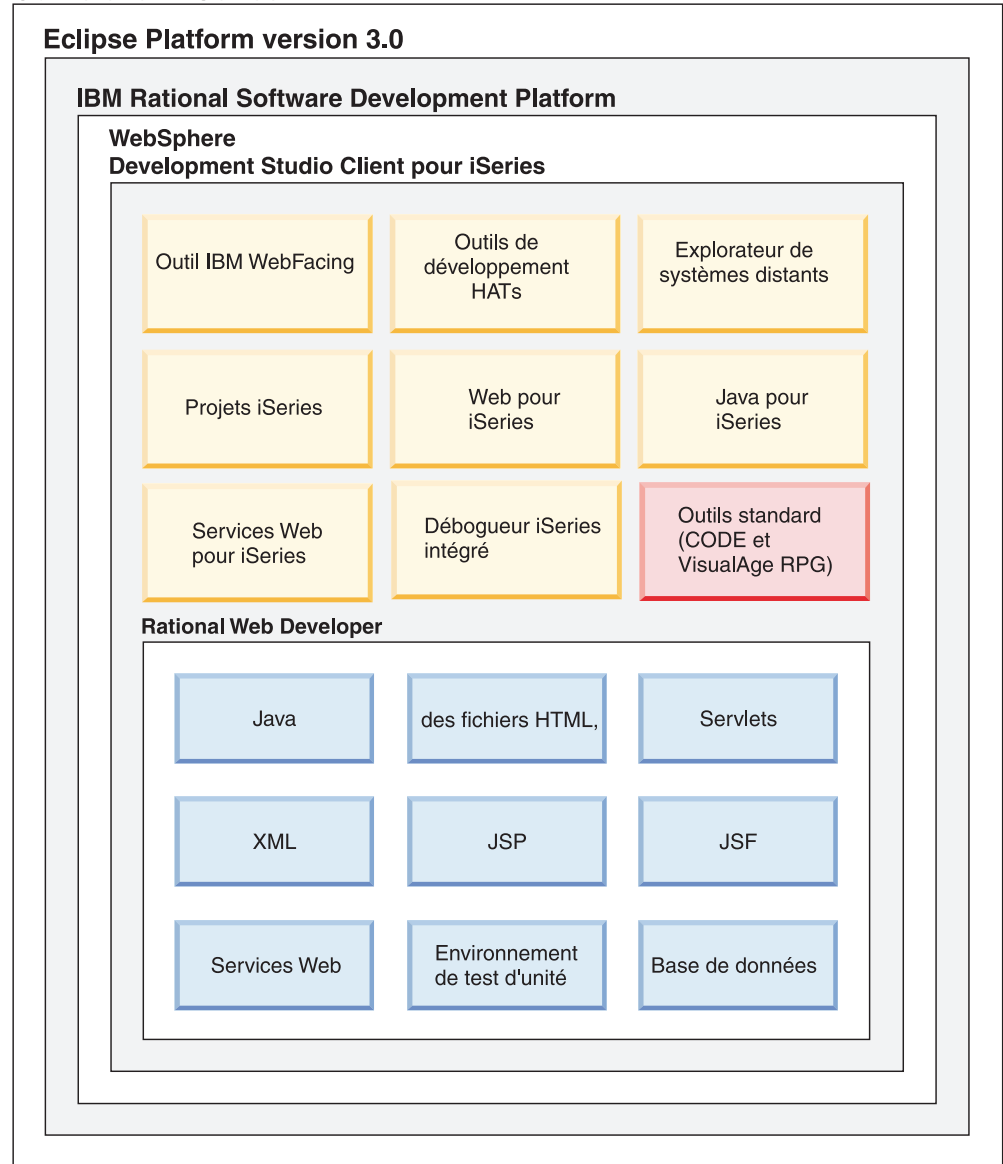 Eclipse Platform version 3.0
IBM Rational Software Development Platform
WebSphere
Development Studio Client pour iSeries
Outil IBM WebFacing
Outils de
développement
HATs
Explorateur de
systèmes distants
Projets iSeries
Web pour
iSeries
Java pour
iSeries
Services Web
pour iSeries
Débogueur iSeries
intégré
Outils standard
(CODE et
VisualAge RPG)
Rational Web Developer
Java
des fichiers HTML,
Servlets
XML
JSP
JSF
Services Web
Environnement
de test d'unité
Base de données